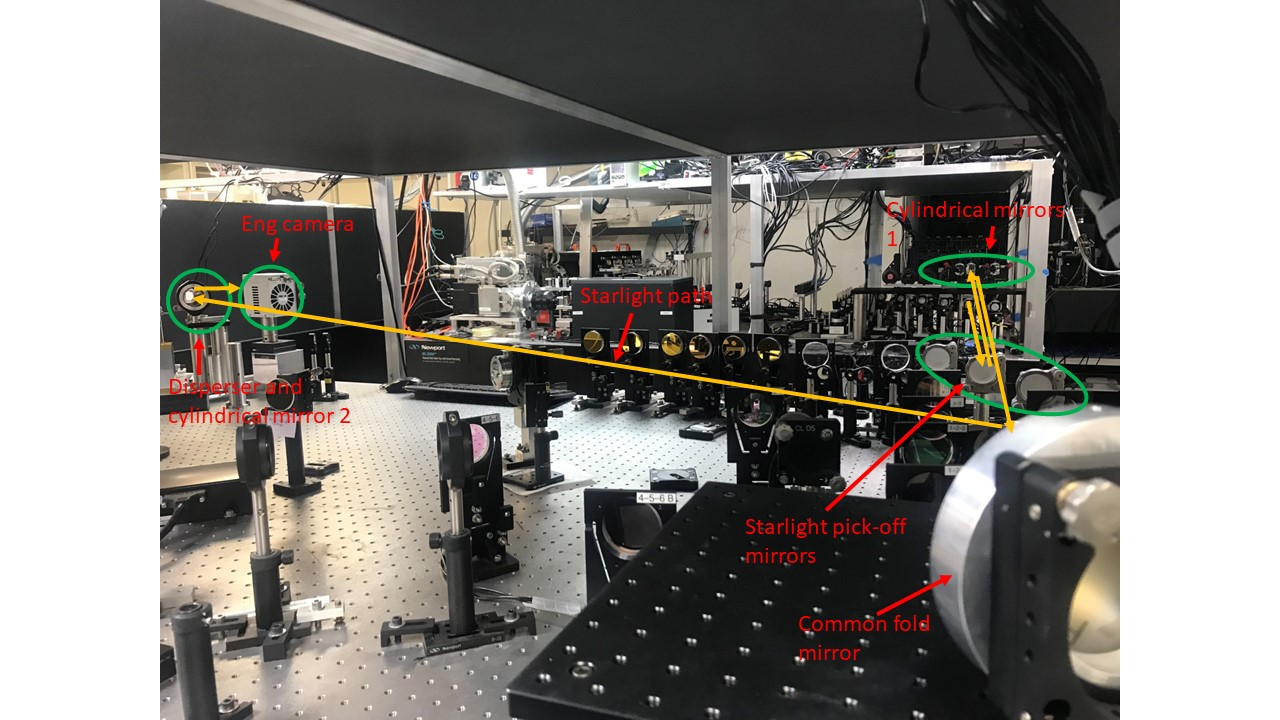 Cylindrical mirrors
1
Eng camera
Starlight path
Newport
Disperser and
cylindrical mirror 2
CL D5
4-5-6 B
Starlight pick-off
mirrors
Common fold
mirror
Newport